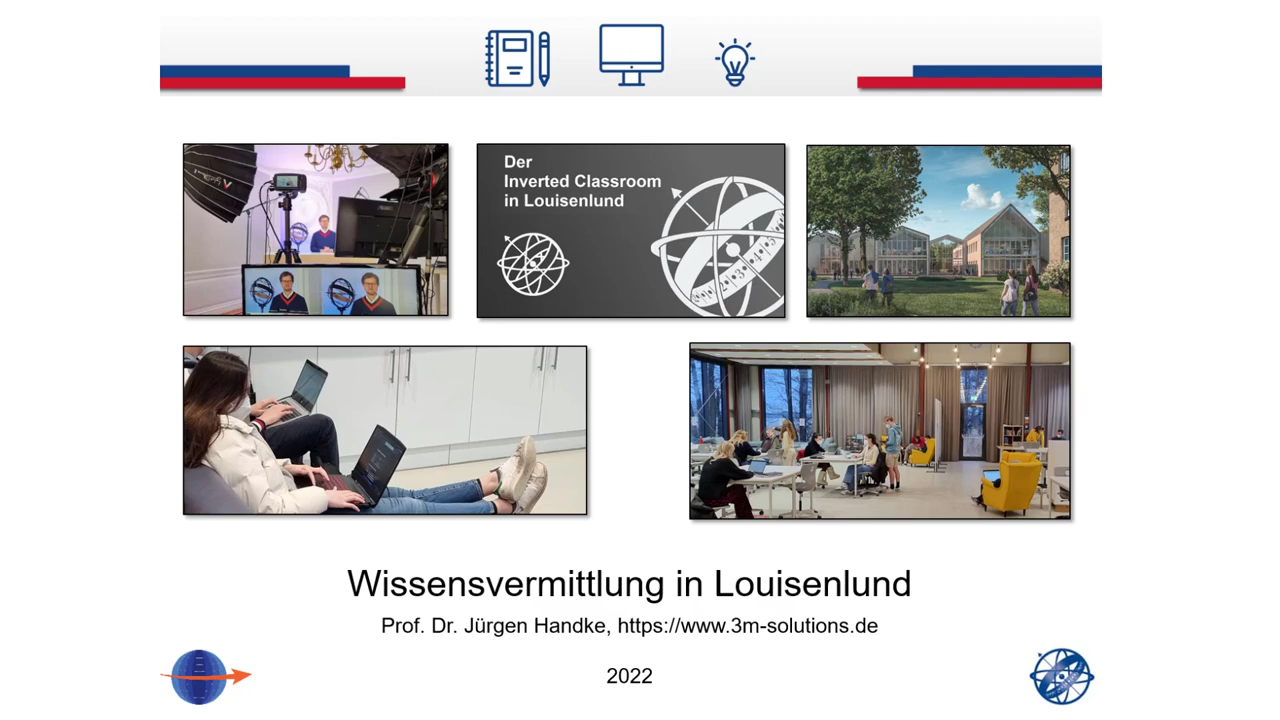 Der
Inverted Classroom
in Louisenlund
Wissensvermittlung in Louisenlund
Prof. Dr. Jürgen Handke, https://www.3m-solutions.de
2022